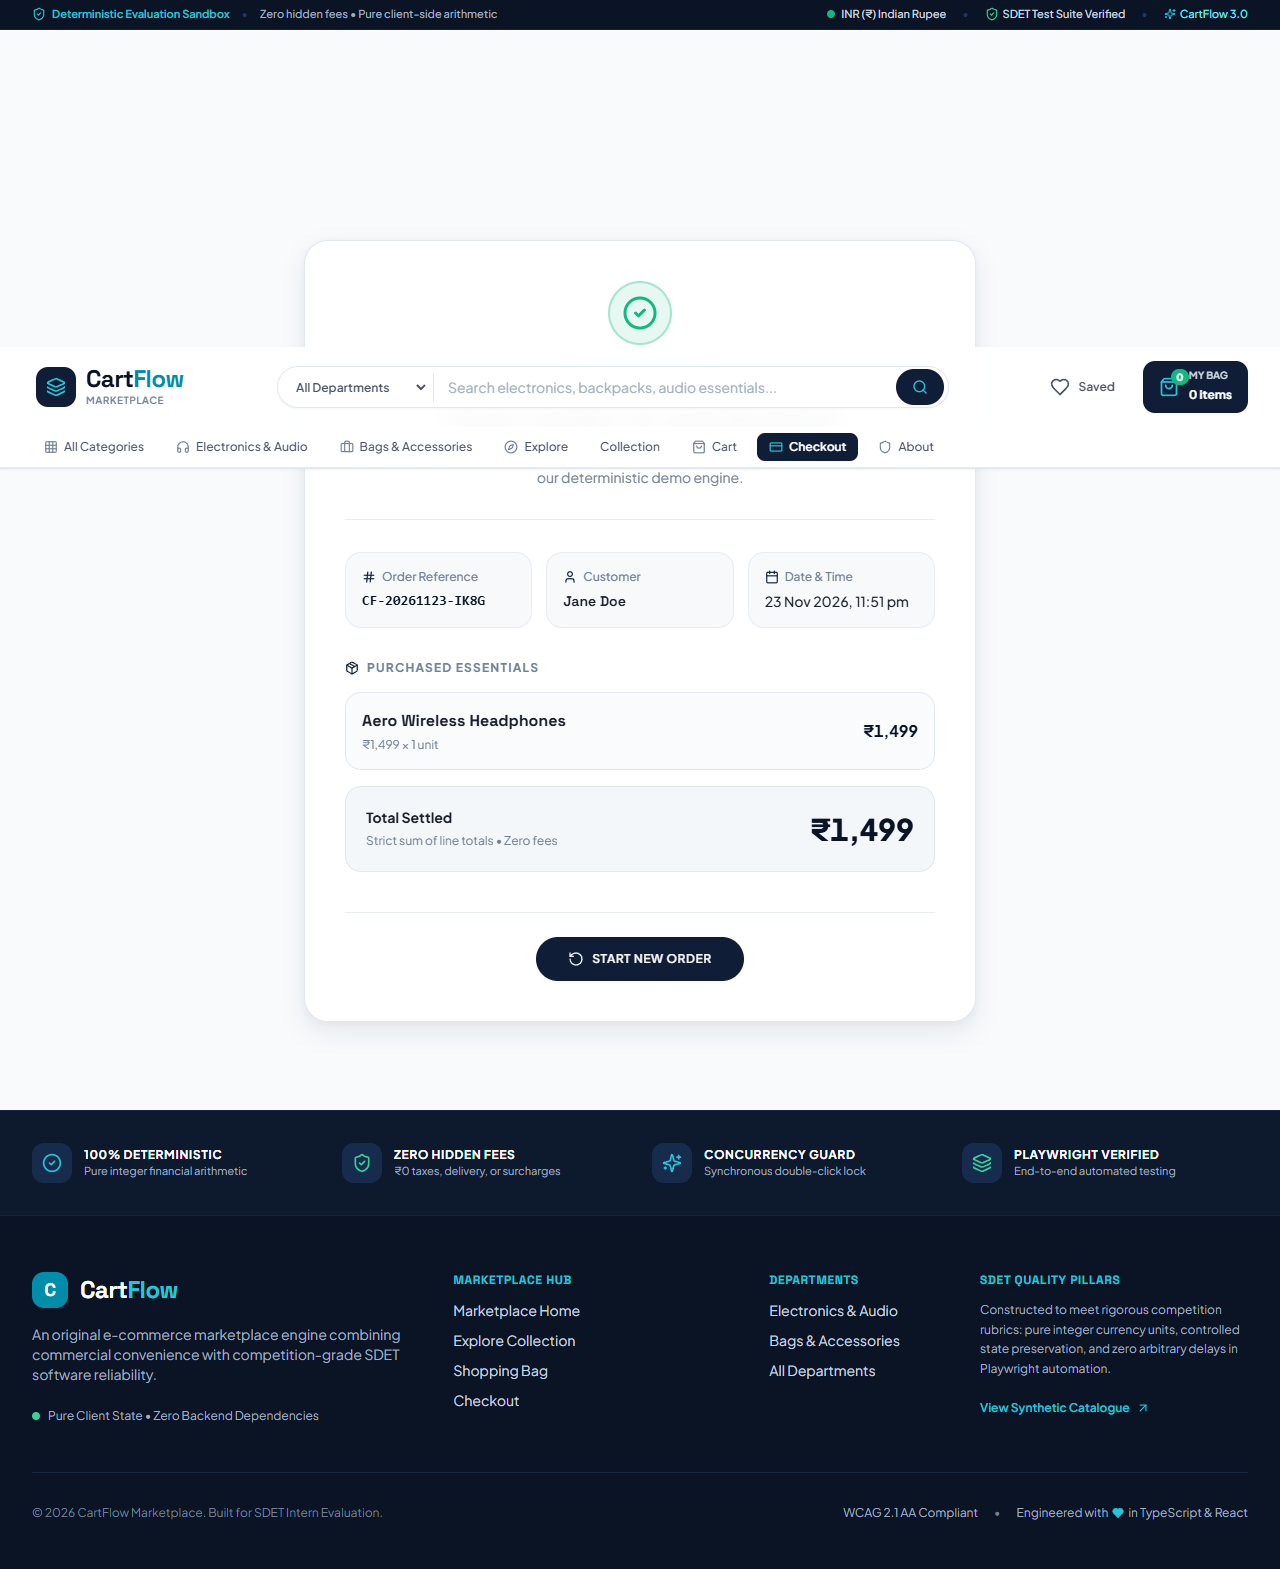 Deterministic Evaluation Sandbox • Zero hidden fees • Pure client-side arithmetic
INR (₹) Indian Rupee • SDET Test Suite Verified • CartFlow 3.0
CartFlow
MARKETPLACE
All Departments
Search electronics, backpacks, audio essentials...
Saved
0
MY BAG
0 items
All Categories
Electronics & Audio
Bags & Accessories
Explore
Collection
Cart
Checkout
About
our deterministic demo engine.
Order Reference
CF-20261123-IK8G
Customer
Jane Doe
Date & Time
23 Nov 2026, 11:51 pm
PURCHASED ESSENTIALS
Aero Wireless Headphones
₹1,499 × 1 unit
₹1,499
Total Settled
Strict sum of line totals • Zero fees
₹1,499
START NEW ORDER
100% DETERMINISTIC
Pure integer financial arithmetic
ZERO HIDDEN FEES
₹0 taxes, delivery, or surcharges
CONCURRENCY GUARD
Synchronous double-click lock
PLAYWRIGHT VERIFIED
End-to-end automated testing
C
CartFlow
An original e-commerce marketplace engine combining
commercial convenience with competition-grade SDET
software reliability.
Pure Client State • Zero Backend Dependencies
MARKETPLACE HUB
Marketplace Home
Explore Collection
Shopping Bag
Checkout
DEPARTMENTS
Electronics & Audio
Bags & Accessories
All Departments
SDET QUALITY PILLARS
Constructed to meet rigorous competition
rubrics: pure integer currency units, controlled
state preservation, and zero arbitrary delays in
Playwright automation.
View Synthetic Catalogue
© 2026 CartFlow Marketplace. Built for SDET Intern Evaluation.
WCAG 2.1 AA Compliant • Engineered with in TypeScript & React